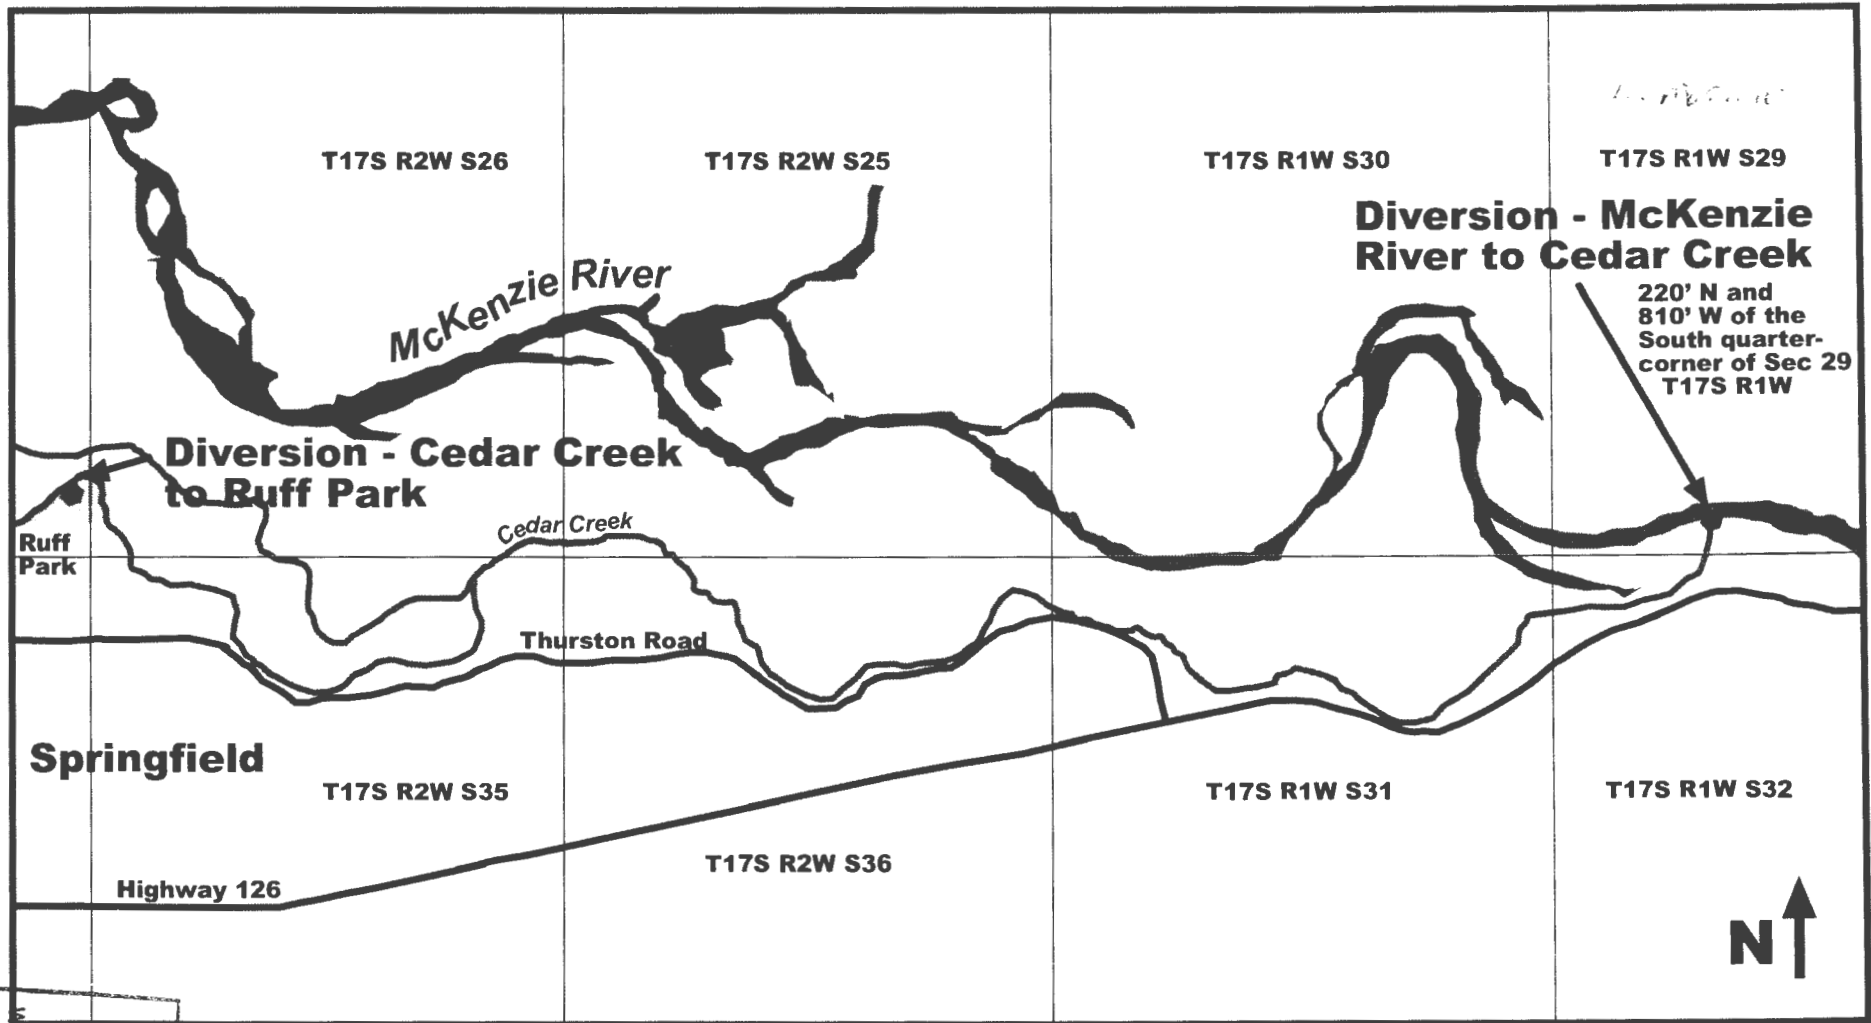 T17S R2W S26
T17S R2W S25
T17S R1W S30
T17S R1W S29
Diversion - McKenzie
River to Cedar Creek
220' N and
810' W of the
South quarter-
corner of Sec 29
T17S R1W
McKenzie River
Diversion - Cedar Creek
to Ruff Park
Cedar Creek
Ruff
Park
Thurston Road
Springfield
T17S R2W S35
T17S R1W S31
T17S R1W S32
T17S R2W S36
Highway 126
N